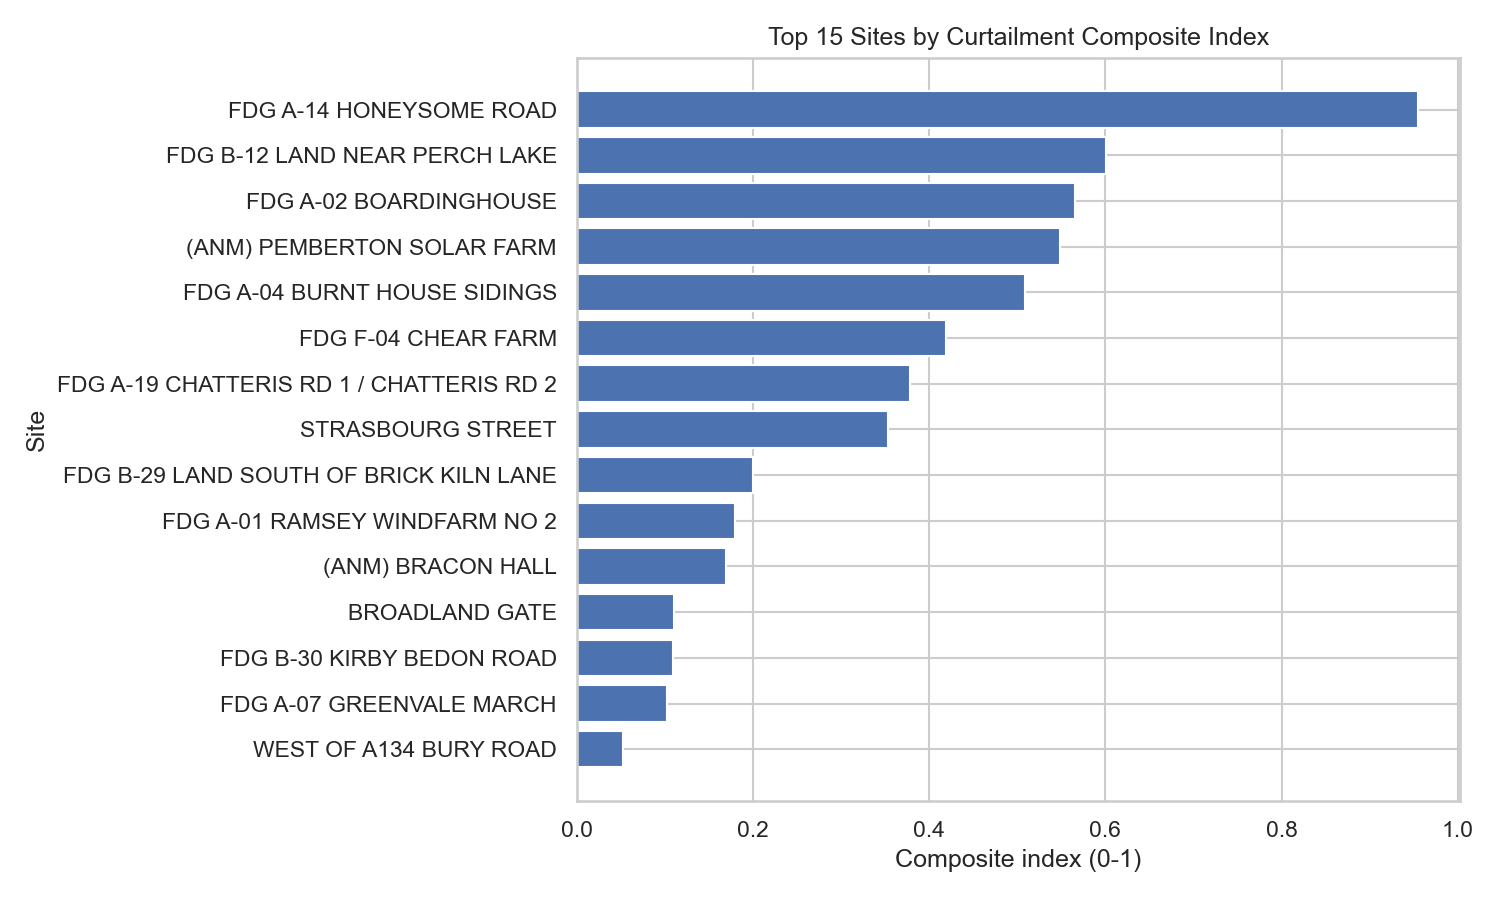 Top 15 Sites by Curtailment Composite Index
FDG A-14 HONEYSOME ROAD
FDG B-12 LAND NEAR PERCH LAKE
FDG A-02 BOARDINGHOUSE
(ANM) PEMBERTON SOLAR FARM
FDG A-04 BURNT HOUSE SIDINGS
FDG F-04 CHEAR FARM
FDG A-19 CHATTERIS RD 1 / CHATTERIS RD 2
STRASBOURG STREET
FDG B-29 LAND SOUTH OF BRICK KILN LANE
FDG A-01 RAMSEY WINDFARM NO 2
(ANM) BRACON HALL
BROADLAND GATE
FDG B-30 KIRBY BEDON ROAD
FDG A-07 GREENVALE MARCH
WEST OF A134 BURY ROAD
Site
0.0 0.2 0.4 0.6 0.8 1.0
Composite index (0-1)